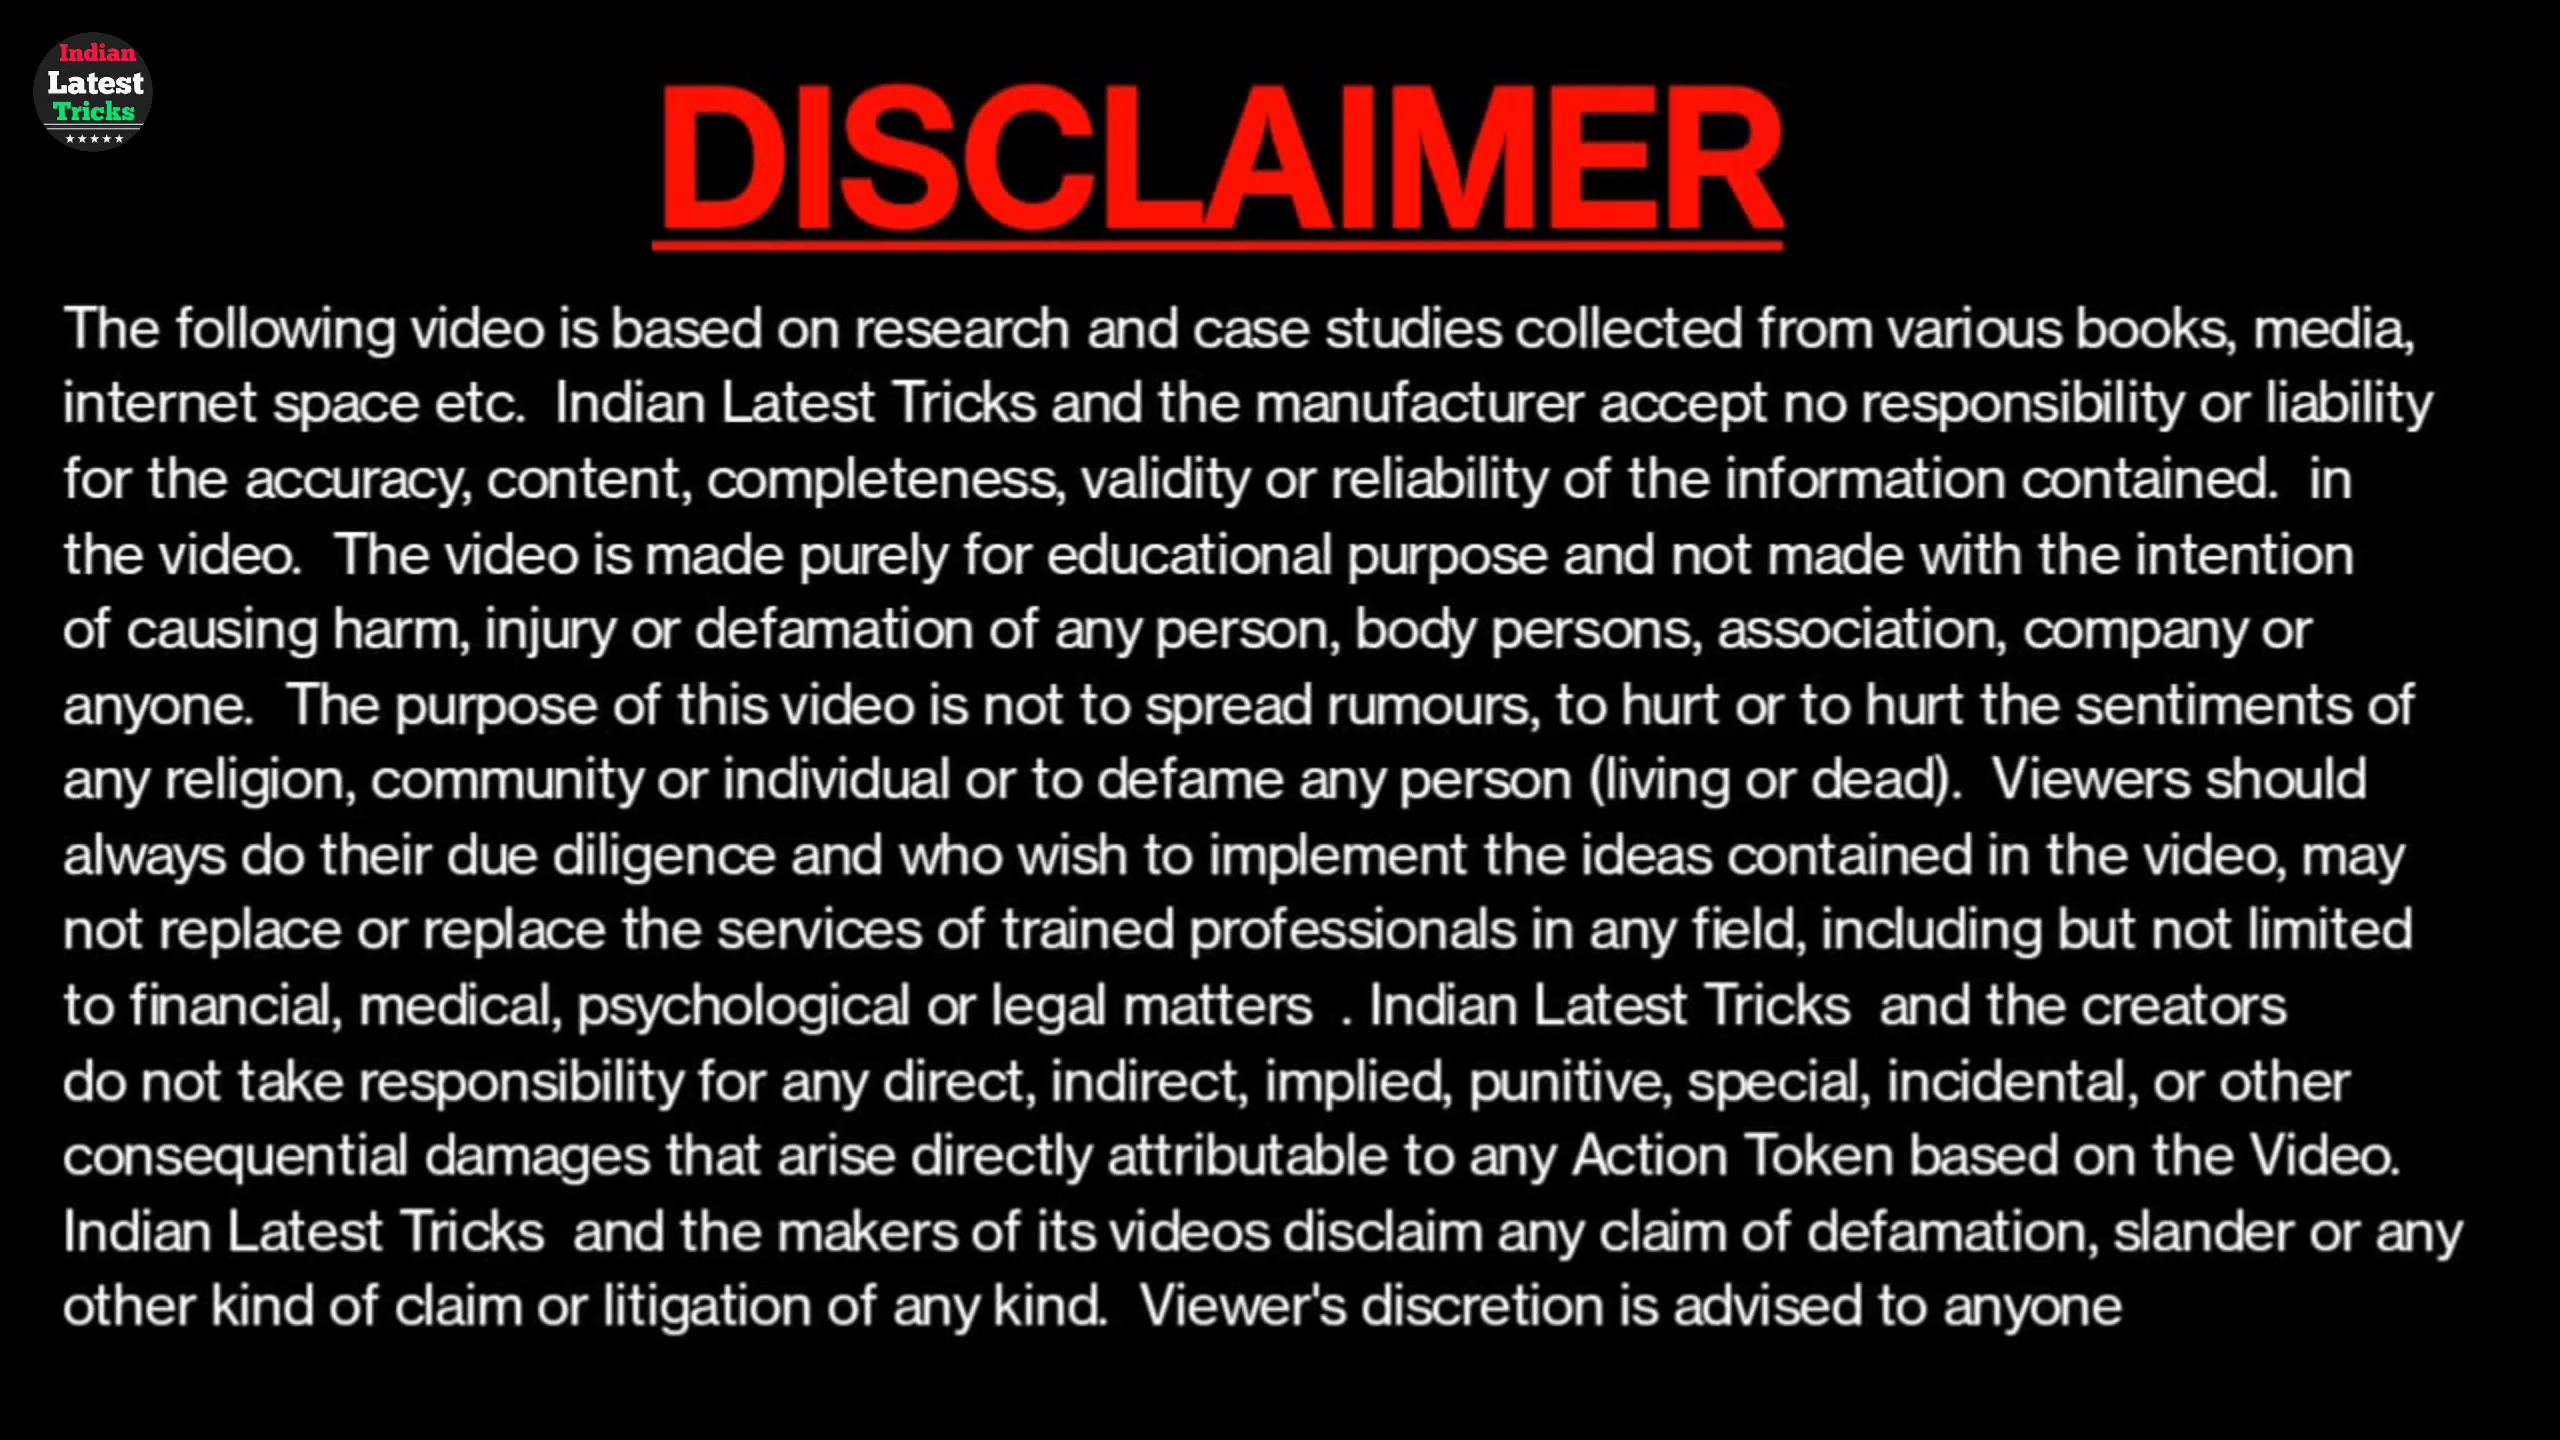 Indian
Latest
Tricks
DISCLAIMER
The following video is based on research and case studies collected from various books, media,
internet space etc.  Indian Latest Tricks and the manufacturer accept no responsibility or liability
for the accuracy, content, completeness, validity or reliability of the information contained.  in
the video.  The video is made purely for educational purpose and not made with the intention
of causing harm, injury or defamation of any person, body persons, association, company or
anyone.  The purpose of this video is not to spread rumours, to hurt or to hurt the sentiments of
any religion, community or individual or to defame any person (living or dead).  Viewers should
always do their due diligence and who wish to implement the ideas contained in the video, may
not replace or replace the services of trained professionals in any field, including but not limited
to financial, medical, psychological or legal matters  . Indian Latest Tricks  and the creators
do not take responsibility for any direct, indirect, implied, punitive, special, incidental, or other
consequential damages that arise directly attributable to any Action Token based on the Video.
Indian Latest Tricks  and the makers of its videos disclaim any claim of defamation, slander or any
other kind of claim or litigation of any kind.  Viewer's discretion is advised to anyone